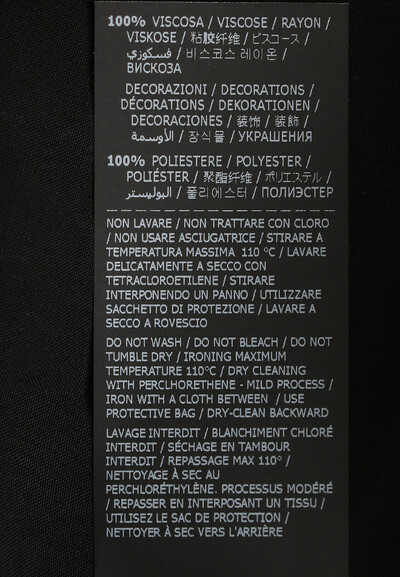 100% VISCOSA / VISCOSE / RAYON /
VISKOSE / 粘胶纤维 / ビスコース /
فسكوزي / 비스코스 레이온 /
ВИСКОЗА
DECORAZIONI / DECORATIONS /
DÉCORATIONS / DEKORATIONEN /
DECORACIONES / 装饰 / 装飾 /
الأوسمة / 장식물 / УКРАШЕНИЯ
100% POLIESTERE / POLYESTER /
POLIÉSTER / 聚酯纤维 / ポリエステル /
البوليستر / 폴리에스터 / ПОЛИЭСТЕР
NON LAVARE / NON TRATTARE CON CLORO
/ NON USARE ASCIUGATRICE / STIRARE A
TEMPERATURA MASSIMA 110 °C / LAVARE
DELICATAMENTE A SECCO CON
TETRACLOROETILENE / STIRARE
INTERPONENDO UN PANNO / UTILIZZARE
SACCHETTO DI PROTEZIONE / LAVARE A
SECCO A ROVESCIO
DO NOT WASH / DO NOT BLEACH / DO NOT
TUMBLE DRY / IRONING MAXIMUM
TEMPERATURE 110°C / DRY CLEANING
WITH PERCLHORETHENE - MILD PROCESS /
IRON WITH A CLOTH BETWEEN / USE
PROTECTIVE BAG / DRY-CLEAN BACKWARD
LAVAGE INTERDIT / BLANCHIMENT CHLORÉ
INTERDIT / SÉCHAGE EN TAMBOUR
INTERDIT / REPASSAGE MAX 110° /
NETTOYAGE À SEC AU
PERCHLORÉTHYLÈNE. PROCESSUS MODÉRÉ
/ REPASSER EN INTERPOSANT UN TISSU /
UTILISEZ LE SAC DE PROTECTION /
NETTOYER À SEC VERS L'ARRIÈRE